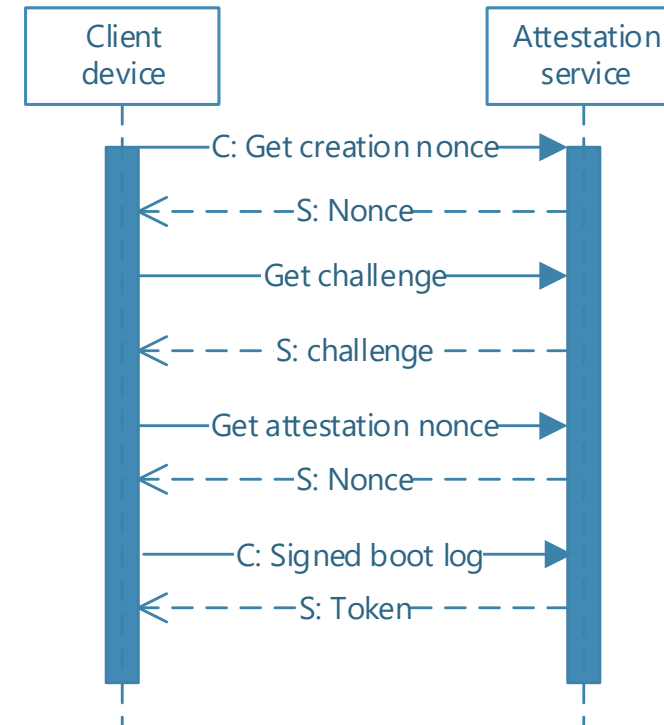 Client
device
Attestation
service
C: Get creation nonce
S: Nonce
Get challenge
S: challenge
Get attestation nonce
S: Nonce
C: Signed boot log
S: Token